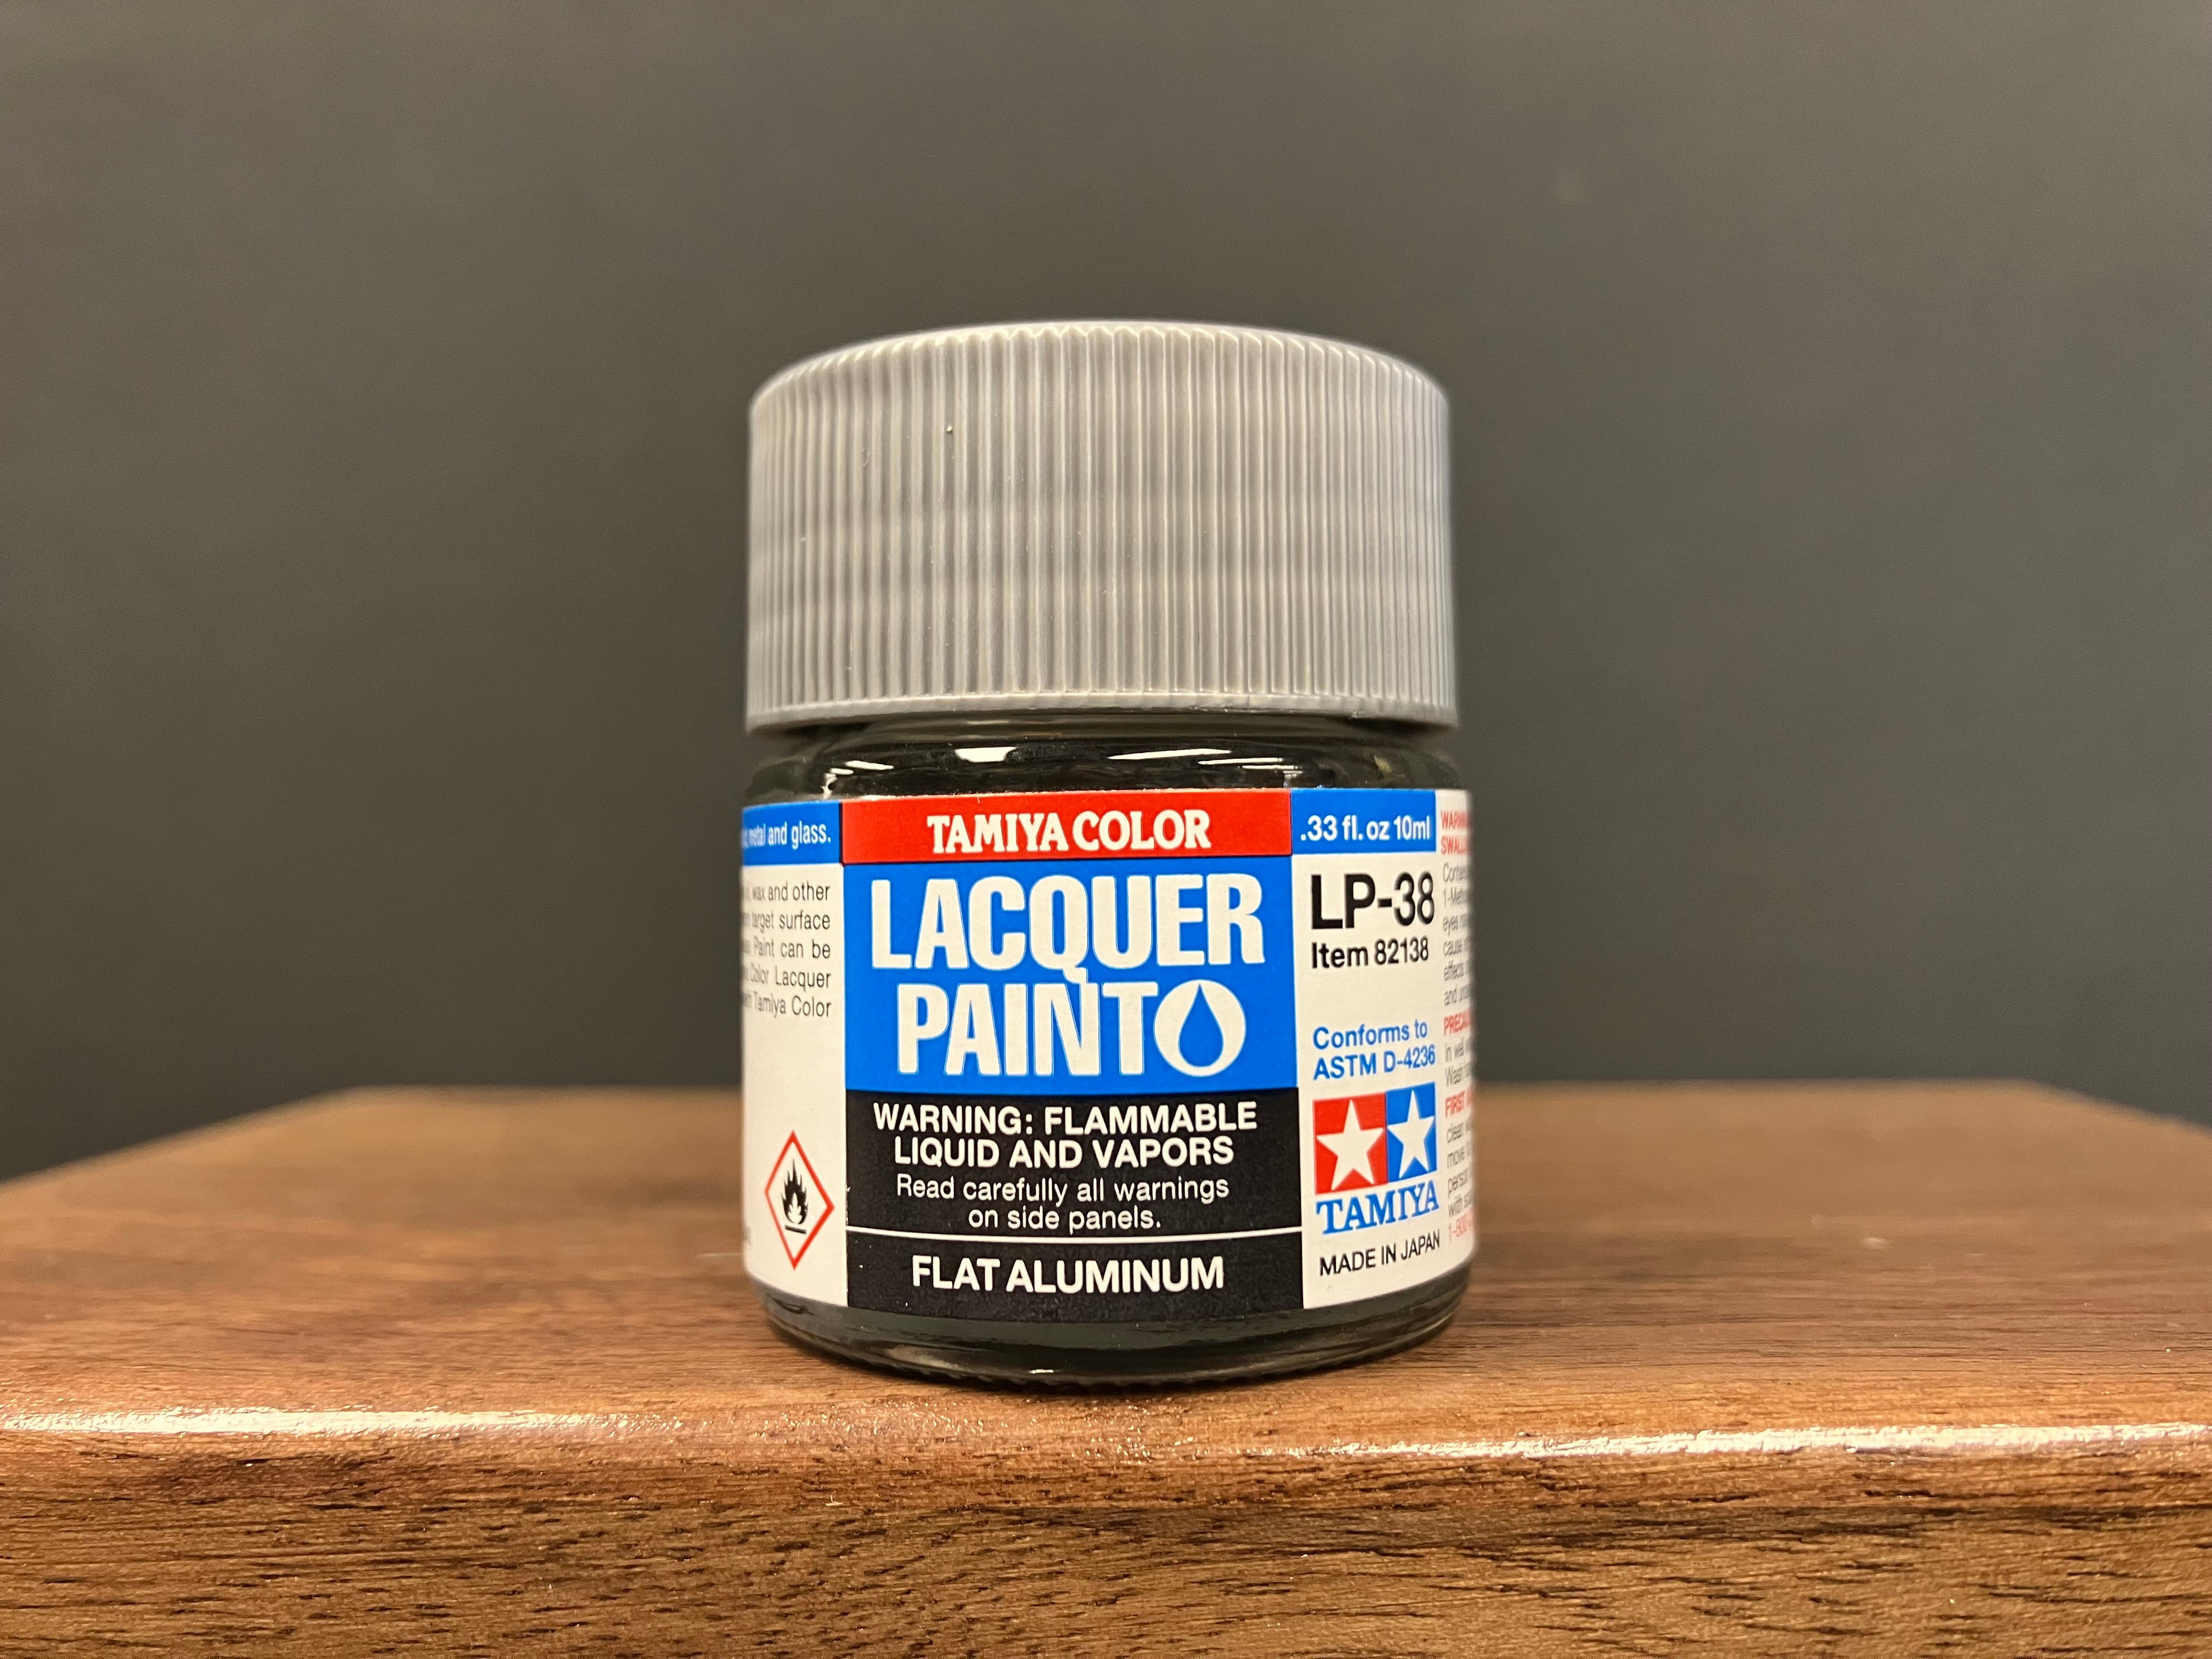 metal and glass.
wax and other
target surface
Paint can be
Color Lacquer
Tamiya Color
TAMIYA COLOR
LACQUER
PAINT
WARNING: FLAMMABLE
LIQUID AND VAPORS
Read carefully all warnings
on side panels.
FLAT ALUMINUM
.33 fl. oz 10ml
LP-38
Item 82138
Conforms to
ASTM D-4236
TAMIYA
MADE IN JAPAN